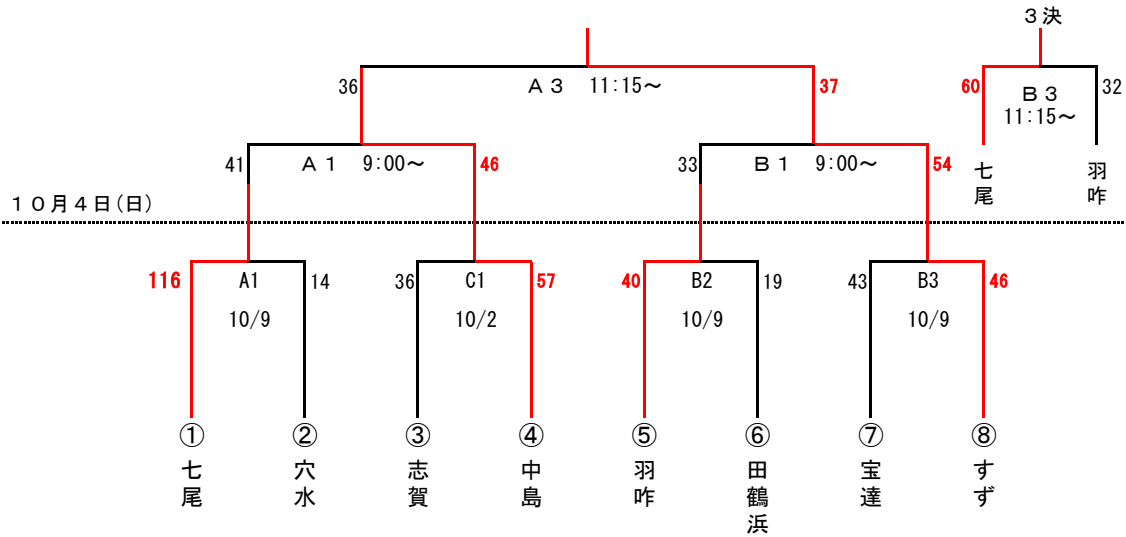 ３決
36
Ａ３ 11:15～
37
60
Ｂ３
11:15～
32
41
Ａ１ 9:00～
46
33
Ｂ１ 9:00～
54
七尾
羽咋
１０月４日(日)
116
A1
14
36
C1
57
40
B2
19
43
B3
46
10/9
10/2
10/9
10/9
①
②
③
④
⑤
⑥
⑦
⑧
七尾
穴水
志賀
中島
羽咋
田鶴浜
宝達
すず